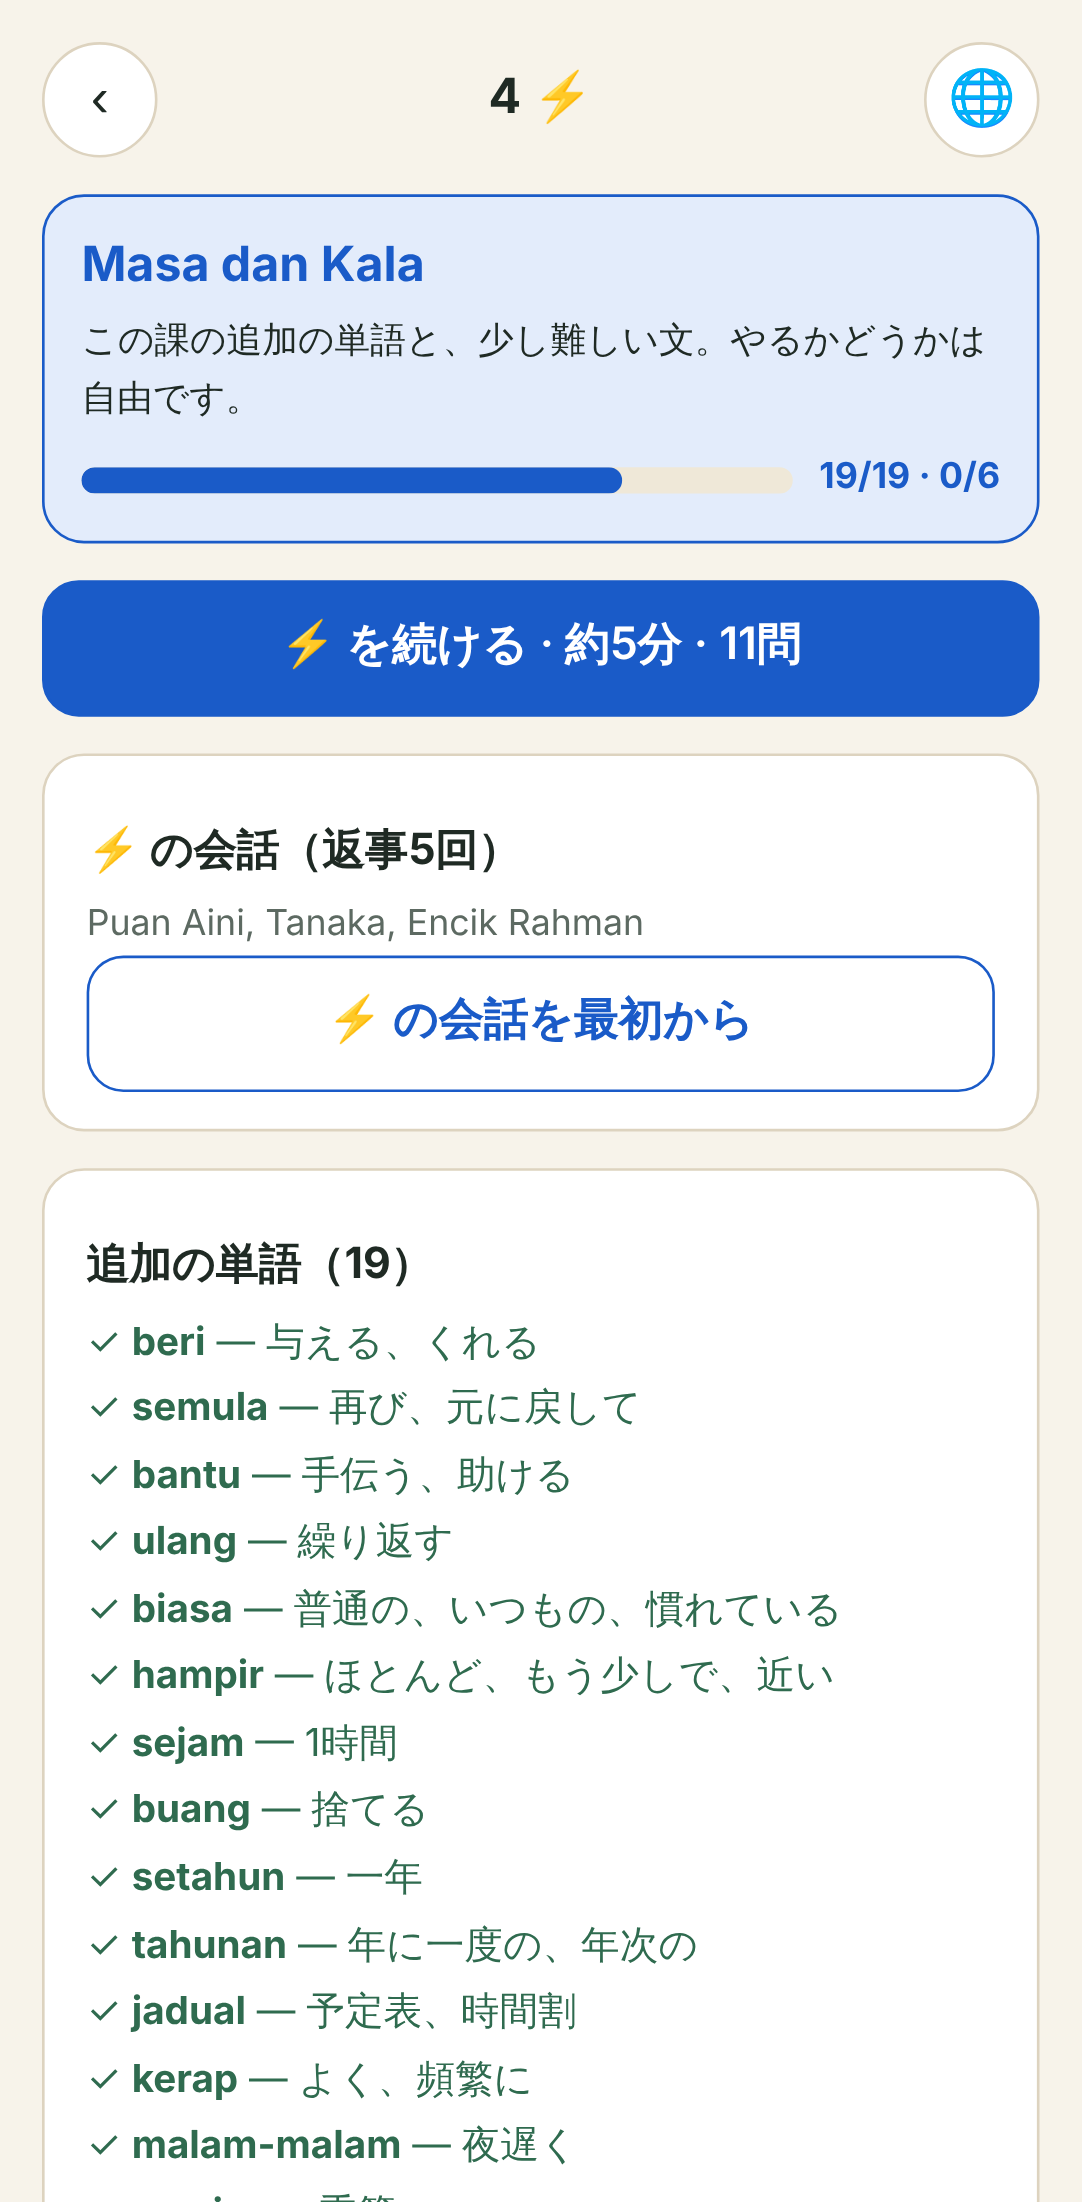 ‹
4 ⚡
🌐
Masa dan Kala
この課の追加の単語と、少し難しい文。やるかどうかは
自由です。
19/19 · 0/6
⚡ を続ける · 約5分 · 11問
⚡ の会話（返事5回）
Puan Aini, Tanaka, Encik Rahman
⚡ の会話を最初から
追加の単語（19）
✓ beri — 与える、くれる
✓ semula — 再び、元に戻して
✓ bantu — 手伝う、助ける
✓ ulang — 繰り返す
✓ biasa — 普通の、いつもの、慣れている
✓ hampir — ほとんど、もう少しで、近い
✓ sejam — 1時間
✓ buang — 捨てる
✓ setahun — 一年
✓ tahunan — 年に一度の、年次の
✓ jadual — 予定表、時間割
✓ kerap — よく、頻繁に
✓ malam-malam — 夜遅く